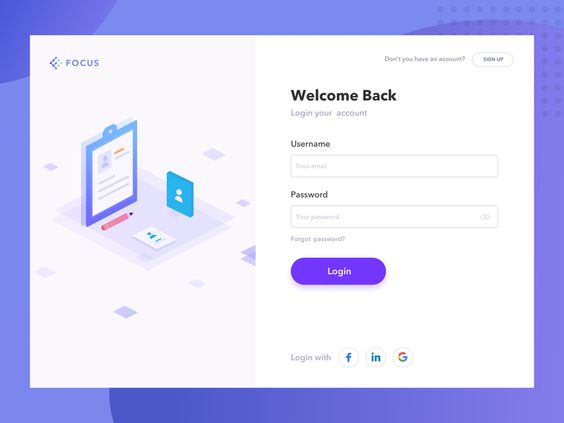 FOCUS
Don't you have an account?
SIGN UP
Welcome Back
Login your account
Username
Your email
Password
Your password
Forgot password?
Login
Login with
f
in
G